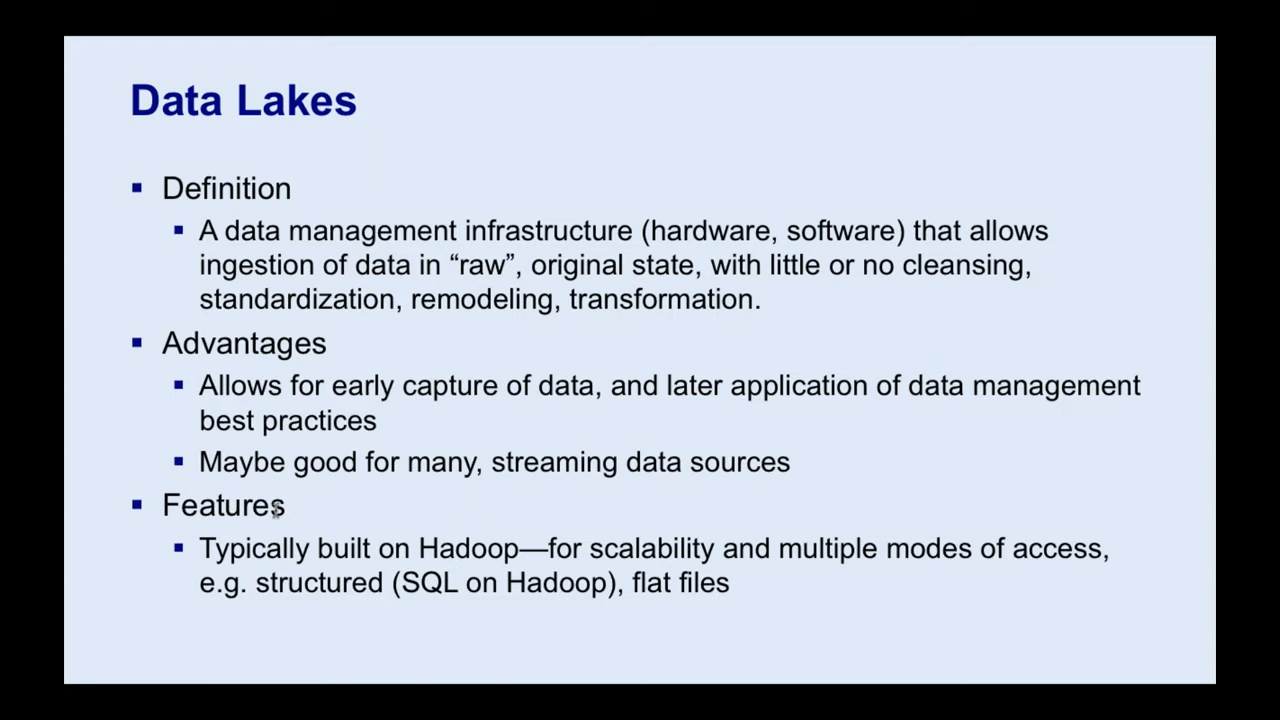 Data Lakes
Definition
A data management infrastructure (hardware, software) that allows
ingestion of data in “raw”, original state, with little or no cleansing,
standardization, remodeling, transformation.
Advantages
Allows for early capture of data, and later application of data management
best practices
Maybe good for many, streaming data sources
Features
Typically built on Hadoop—for scalability and multiple modes of access,
e.g. structured (SQL on Hadoop), flat files